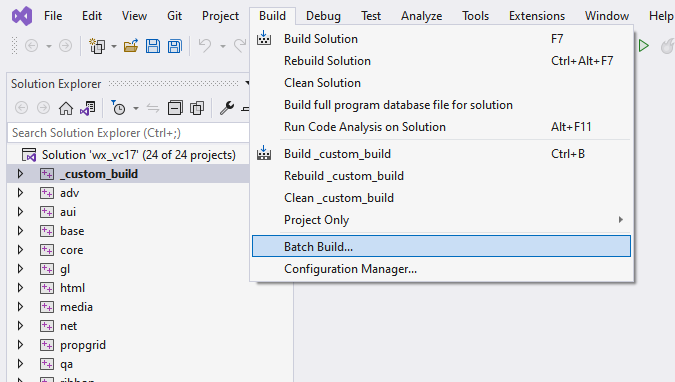 File Edit View Git Project Build Debug Test Analyze Tools Extensions Window Help
Build Solution F7
Rebuild Solution Ctrl+Alt+F7
Clean Solution
Build full program database file for solution
Run Code Analysis on Solution Alt+F11
Build _custom_build Ctrl+B
Rebuild _custom_build
Clean _custom_build
Project Only
Batch Build...
Configuration Manager...
Solution Explorer
Search Solution Explorer (Ctrl+;)
Solution 'wx_vc17' (24 of 24 projects)
_custom_build
adv
aui
base
core
gl
html
media
net
propgrid
qa
ribbon